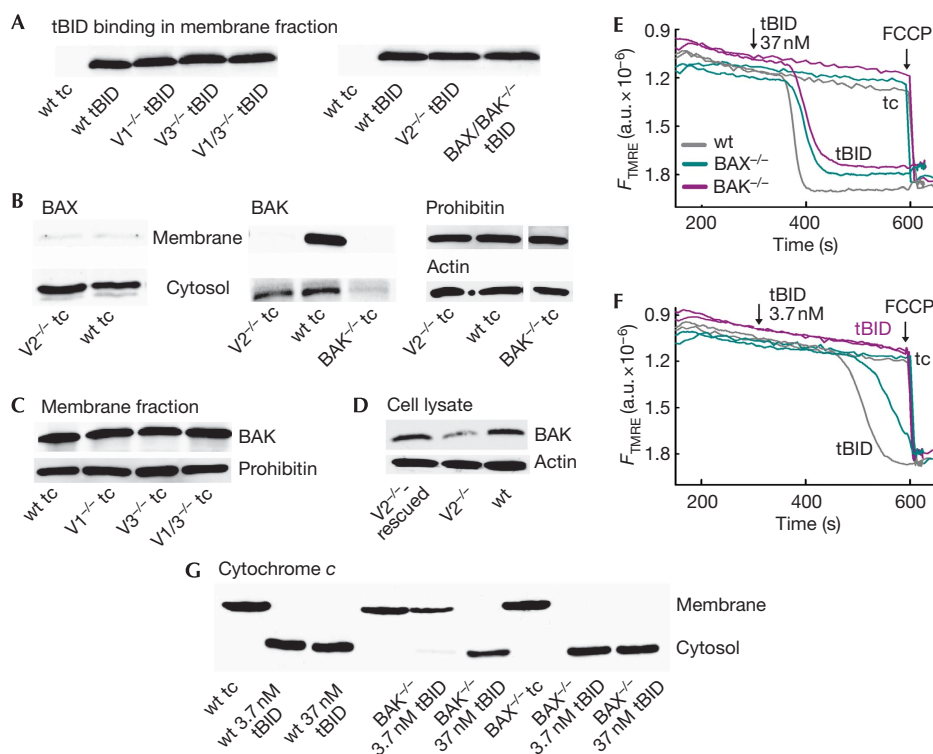 A
tBID binding in membrane fraction
wt tc
wt tBID
V1–/– tBID
V3–/– tBID
V1/3–/– tBID
wt tc
wt tBID
V2–/– tBID
BAX/BAK–/–
tBID
B
BAX
BAK
Prohibitin
Membrane
Actin
Cytosol
V2–/– tc
wt tc
V2–/– tc
wt tc
BAK–/– tc
V2–/– tc
wt tc
BAK–/– tc
C
Membrane fraction
BAK
Prohibitin
wt tc
V1–/– tc
V3–/– tc
V1/3–/– tc
D
Cell lysate
BAK
Actin
V2–/–
rescued
V2–/–
wt
E
tBID
37 nM
FCCP
0.9
1.2
1.5
1.8
FTMRE (a.u. × 10–6)
tc
tBID
wt
BAX–/–
BAK–/–
200
400
600
Time (s)
F
tBID
3.7 nM
tBID
FCCP
0.9
1.2
1.5
1.8
FTMRE (a.u. × 10–6)
tc
tBID
200
400
600
Time (s)
G
Cytochrome c
Membrane
Cytosol
wt tc
wt 3.7 nM
tBID
wt 37 nM
tBID
BAK–/–
3.7 nM tBID
BAK–/–
37 nM tBID
BAX–/– tc
BAX–/–
3.7 nM tBID
BAX–/–
37 nM tBID